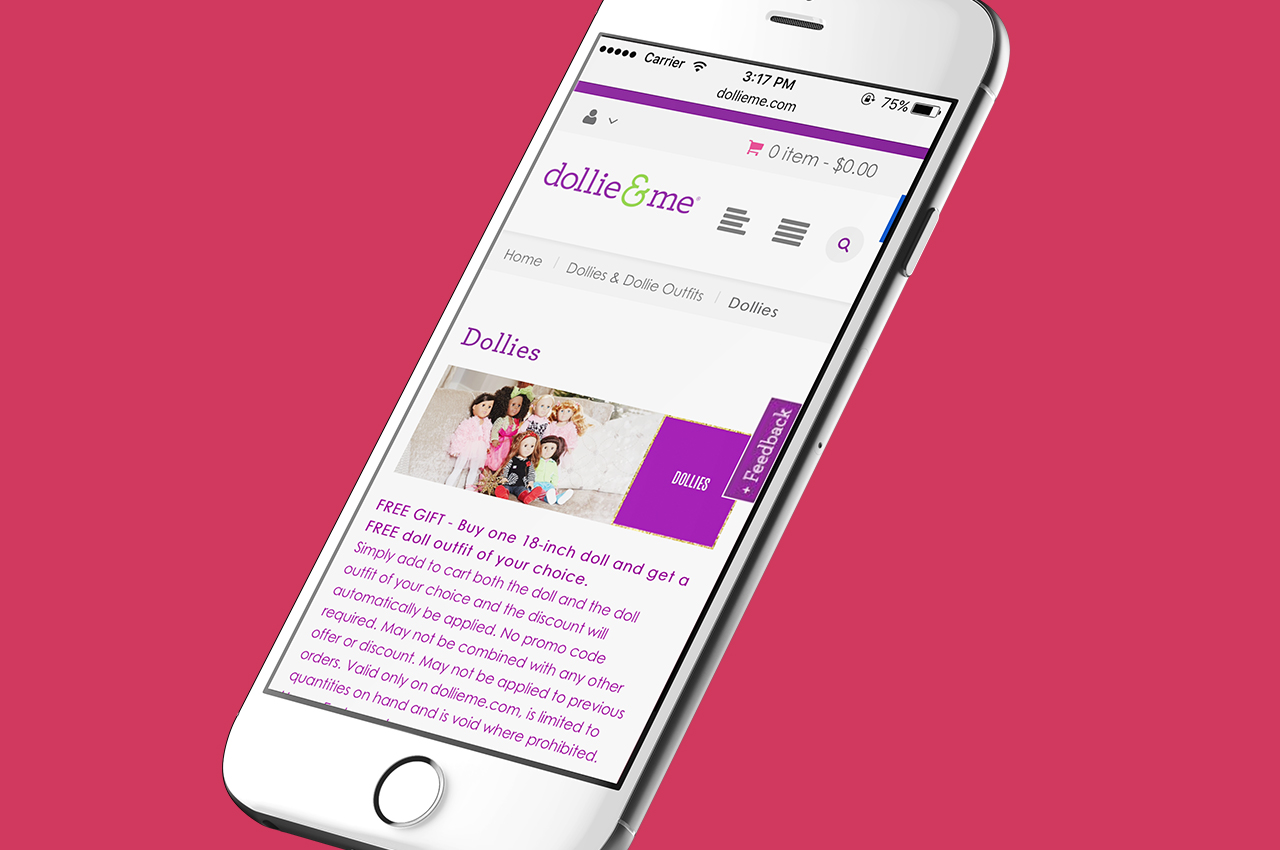 Carrier 3:17 PM 75%
dollieme.com
0 item - $0.00
dollie&me®
Home Dollies & Dollie Outfits Dollies
Dollies
DOLLIES
+ Feedback
FREE GIFT - Buy one 18-inch doll and get a
FREE doll outfit of your choice.
Simply add to cart both the doll and the doll
outfit of your choice and the discount will
automatically be applied. No promo code
required. May not be combined with any other
offer or discount. May not be applied to previous
orders. Valid only on dollieme.com, is limited to
quantities on hand and is void where prohibited.